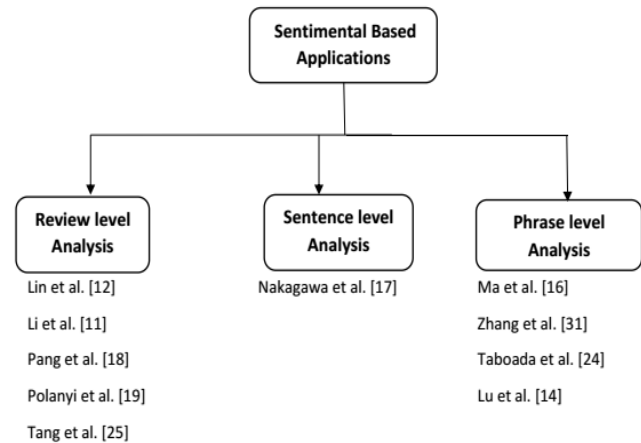 Sentimental Based
Applications
Review level
Analysis
Lin et al. [12]
Li et al. [11]
Pang et al. [18]
Polanyi et al. [19]
Tang et al. [25]
Sentence level
Analysis
Nakagawa et al. [17]
Phrase level
Analysis
Ma et al. [16]
Zhang et al. [31]
Taboada et al. [24]
Lu et al. [14]